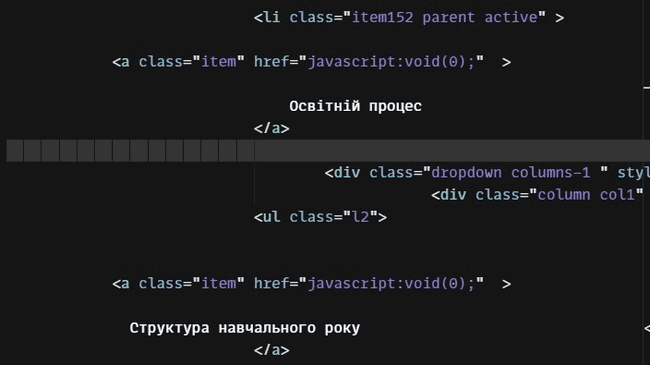 <li class="item152 parent active" >
<a class="item" href="javascript:void(0);"  >
Освітній процес
</a>
<div class="dropdown columns-1 " styl
<div class="column col1"
<ul class="l2">
<a class="item" href="javascript:void(0);"  >
Структура навчального року
<
</a>